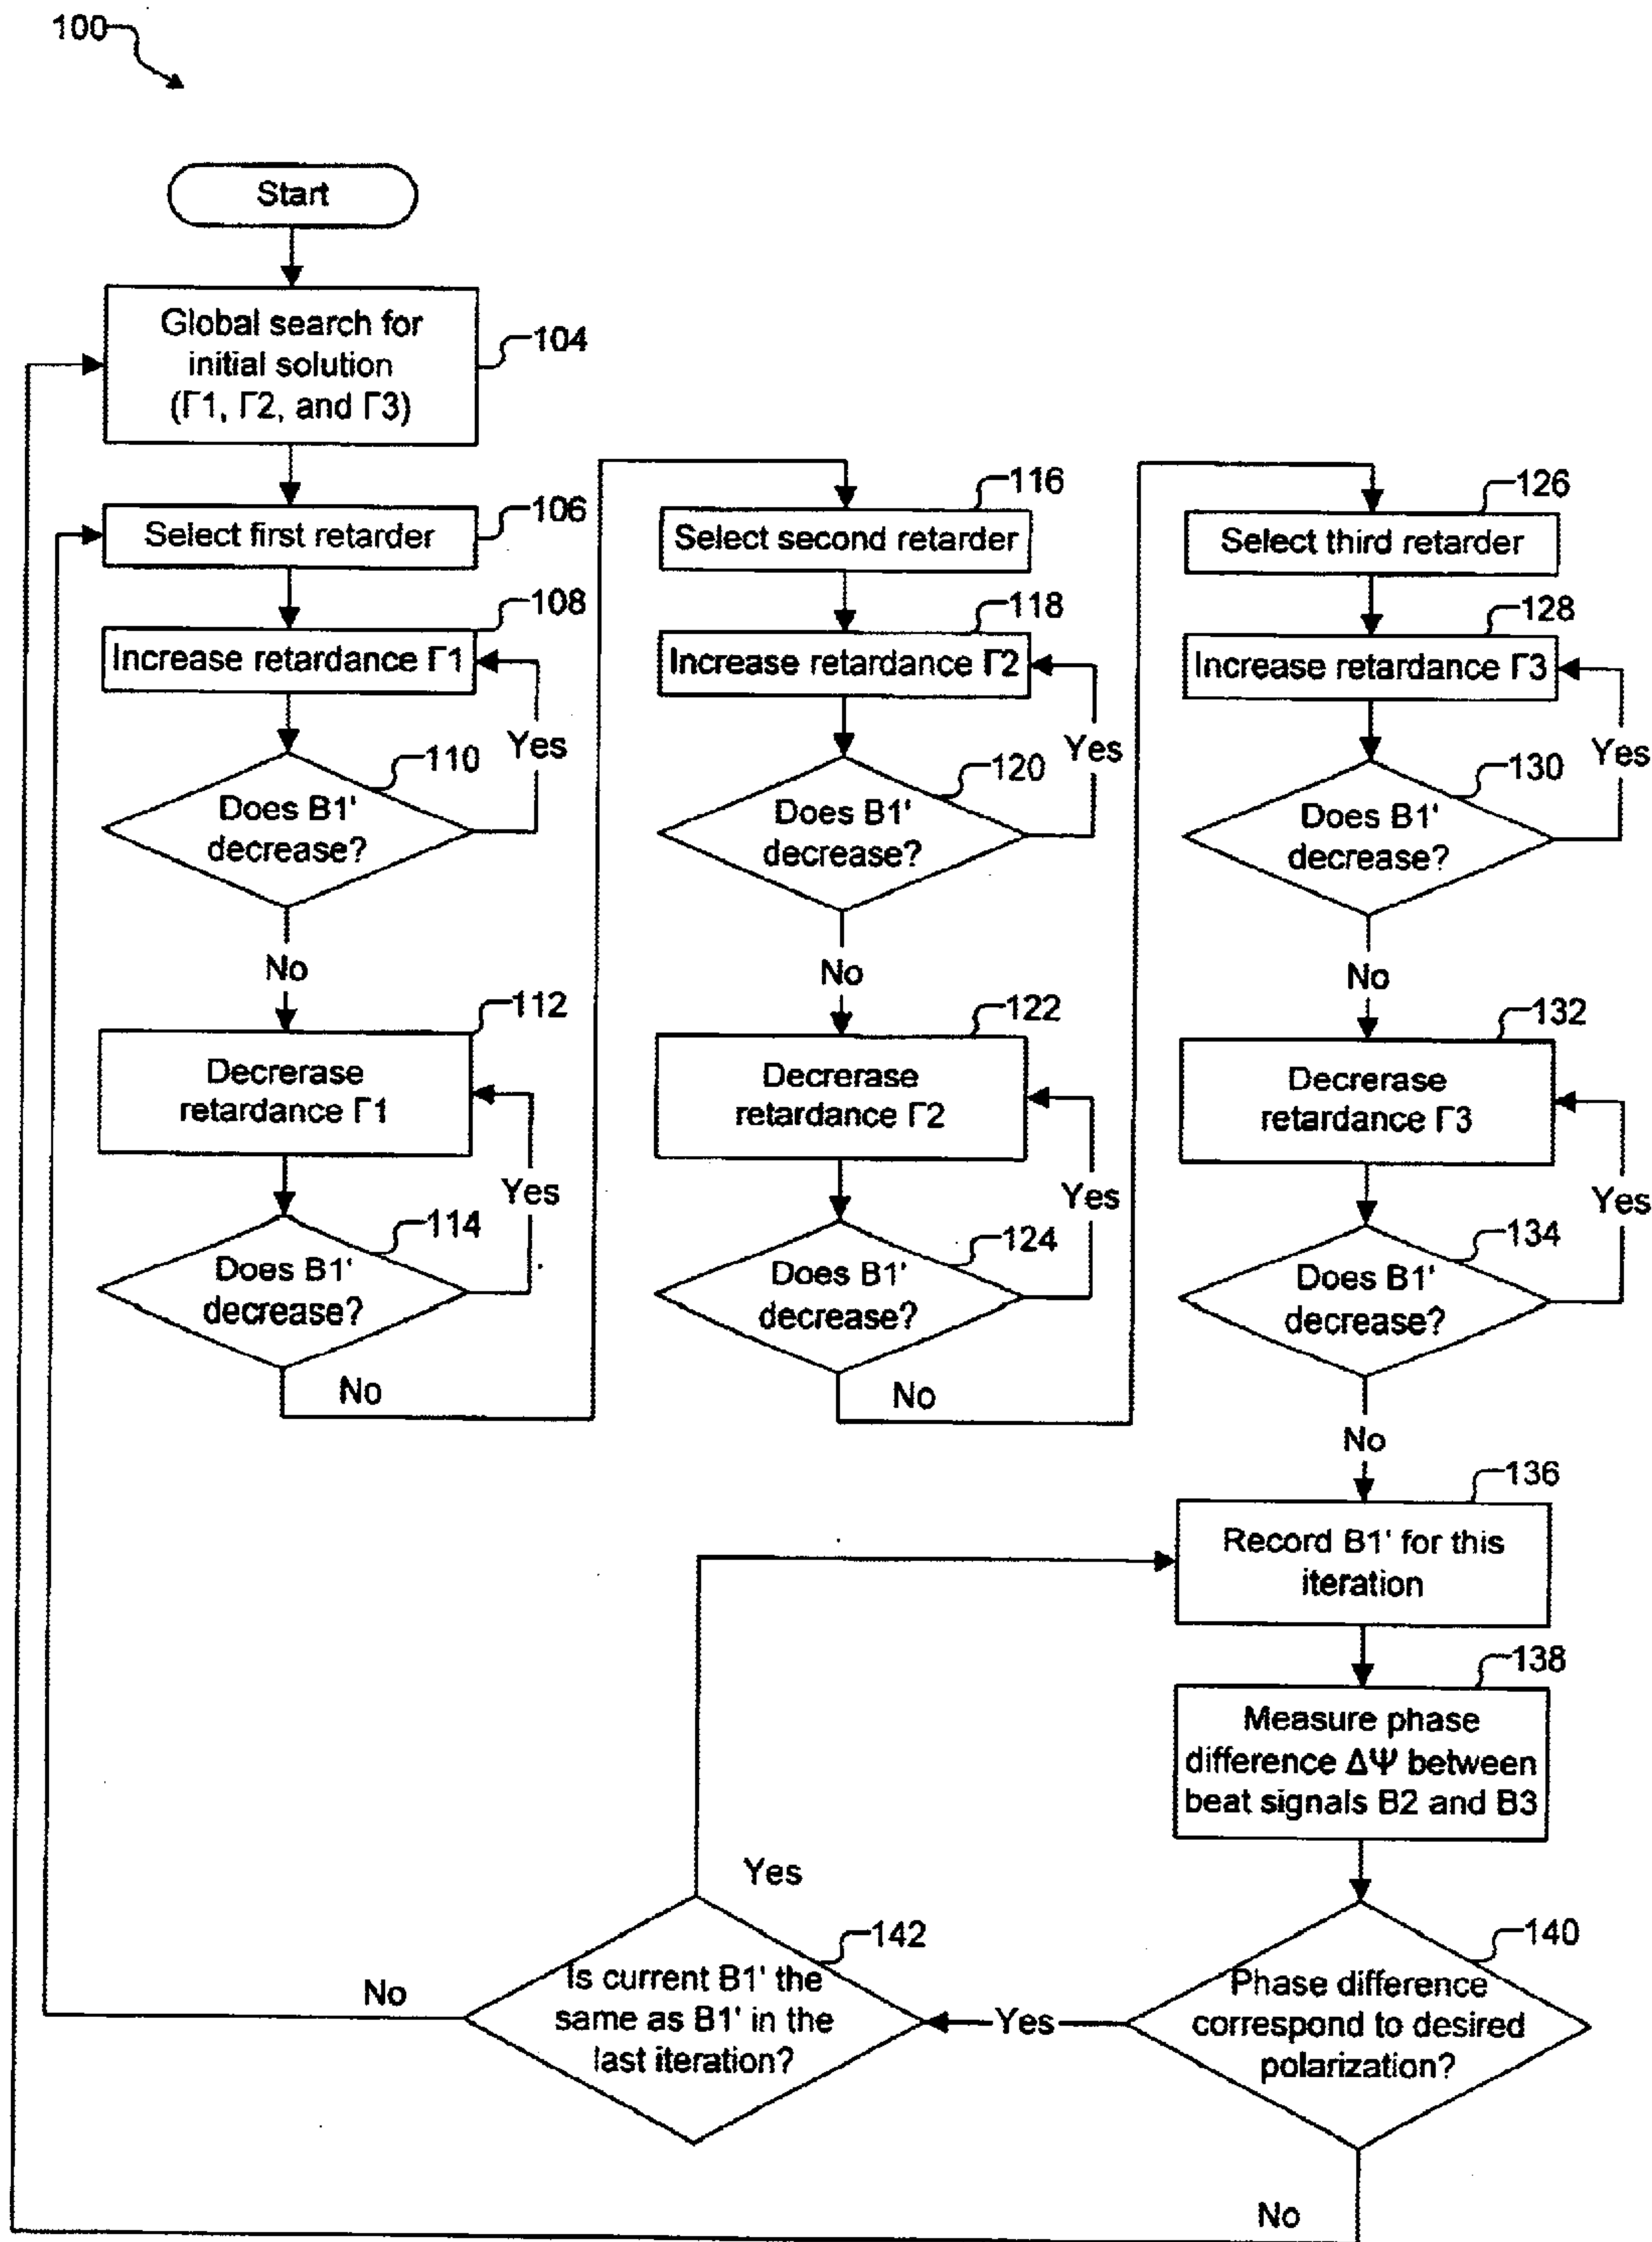 100
Start
Global search for
initial solution
(Γ1, Γ2, and Γ3)
104
Select first retarder
106
Increase retardance Γ1
108
Yes
Does B1'
decrease?
110
No
Decrerase
retardance Γ1
112
Yes
Does B1'
decrease?
114
No
Select second retarder
116
Increase retardance Γ2
118
Yes
Does B1'
decrease?
120
No
Decrerase
retardance Γ2
122
Yes
Does B1'
decrease?
124
No
Select third retarder
126
Increase retardance Γ3
128
Yes
Does B1'
decrease?
130
No
Decrerase
retardance Γ3
132
Yes
Does B1'
decrease?
134
No
Record B1' for this
iteration
136
Measure phase
difference ΔΨ between
beat signals B2 and B3
138
Phase difference
correspond to desired
polarization?
140
Yes
No
Is current B1' the
same as B1' in the
last iteration?
142
Yes
No